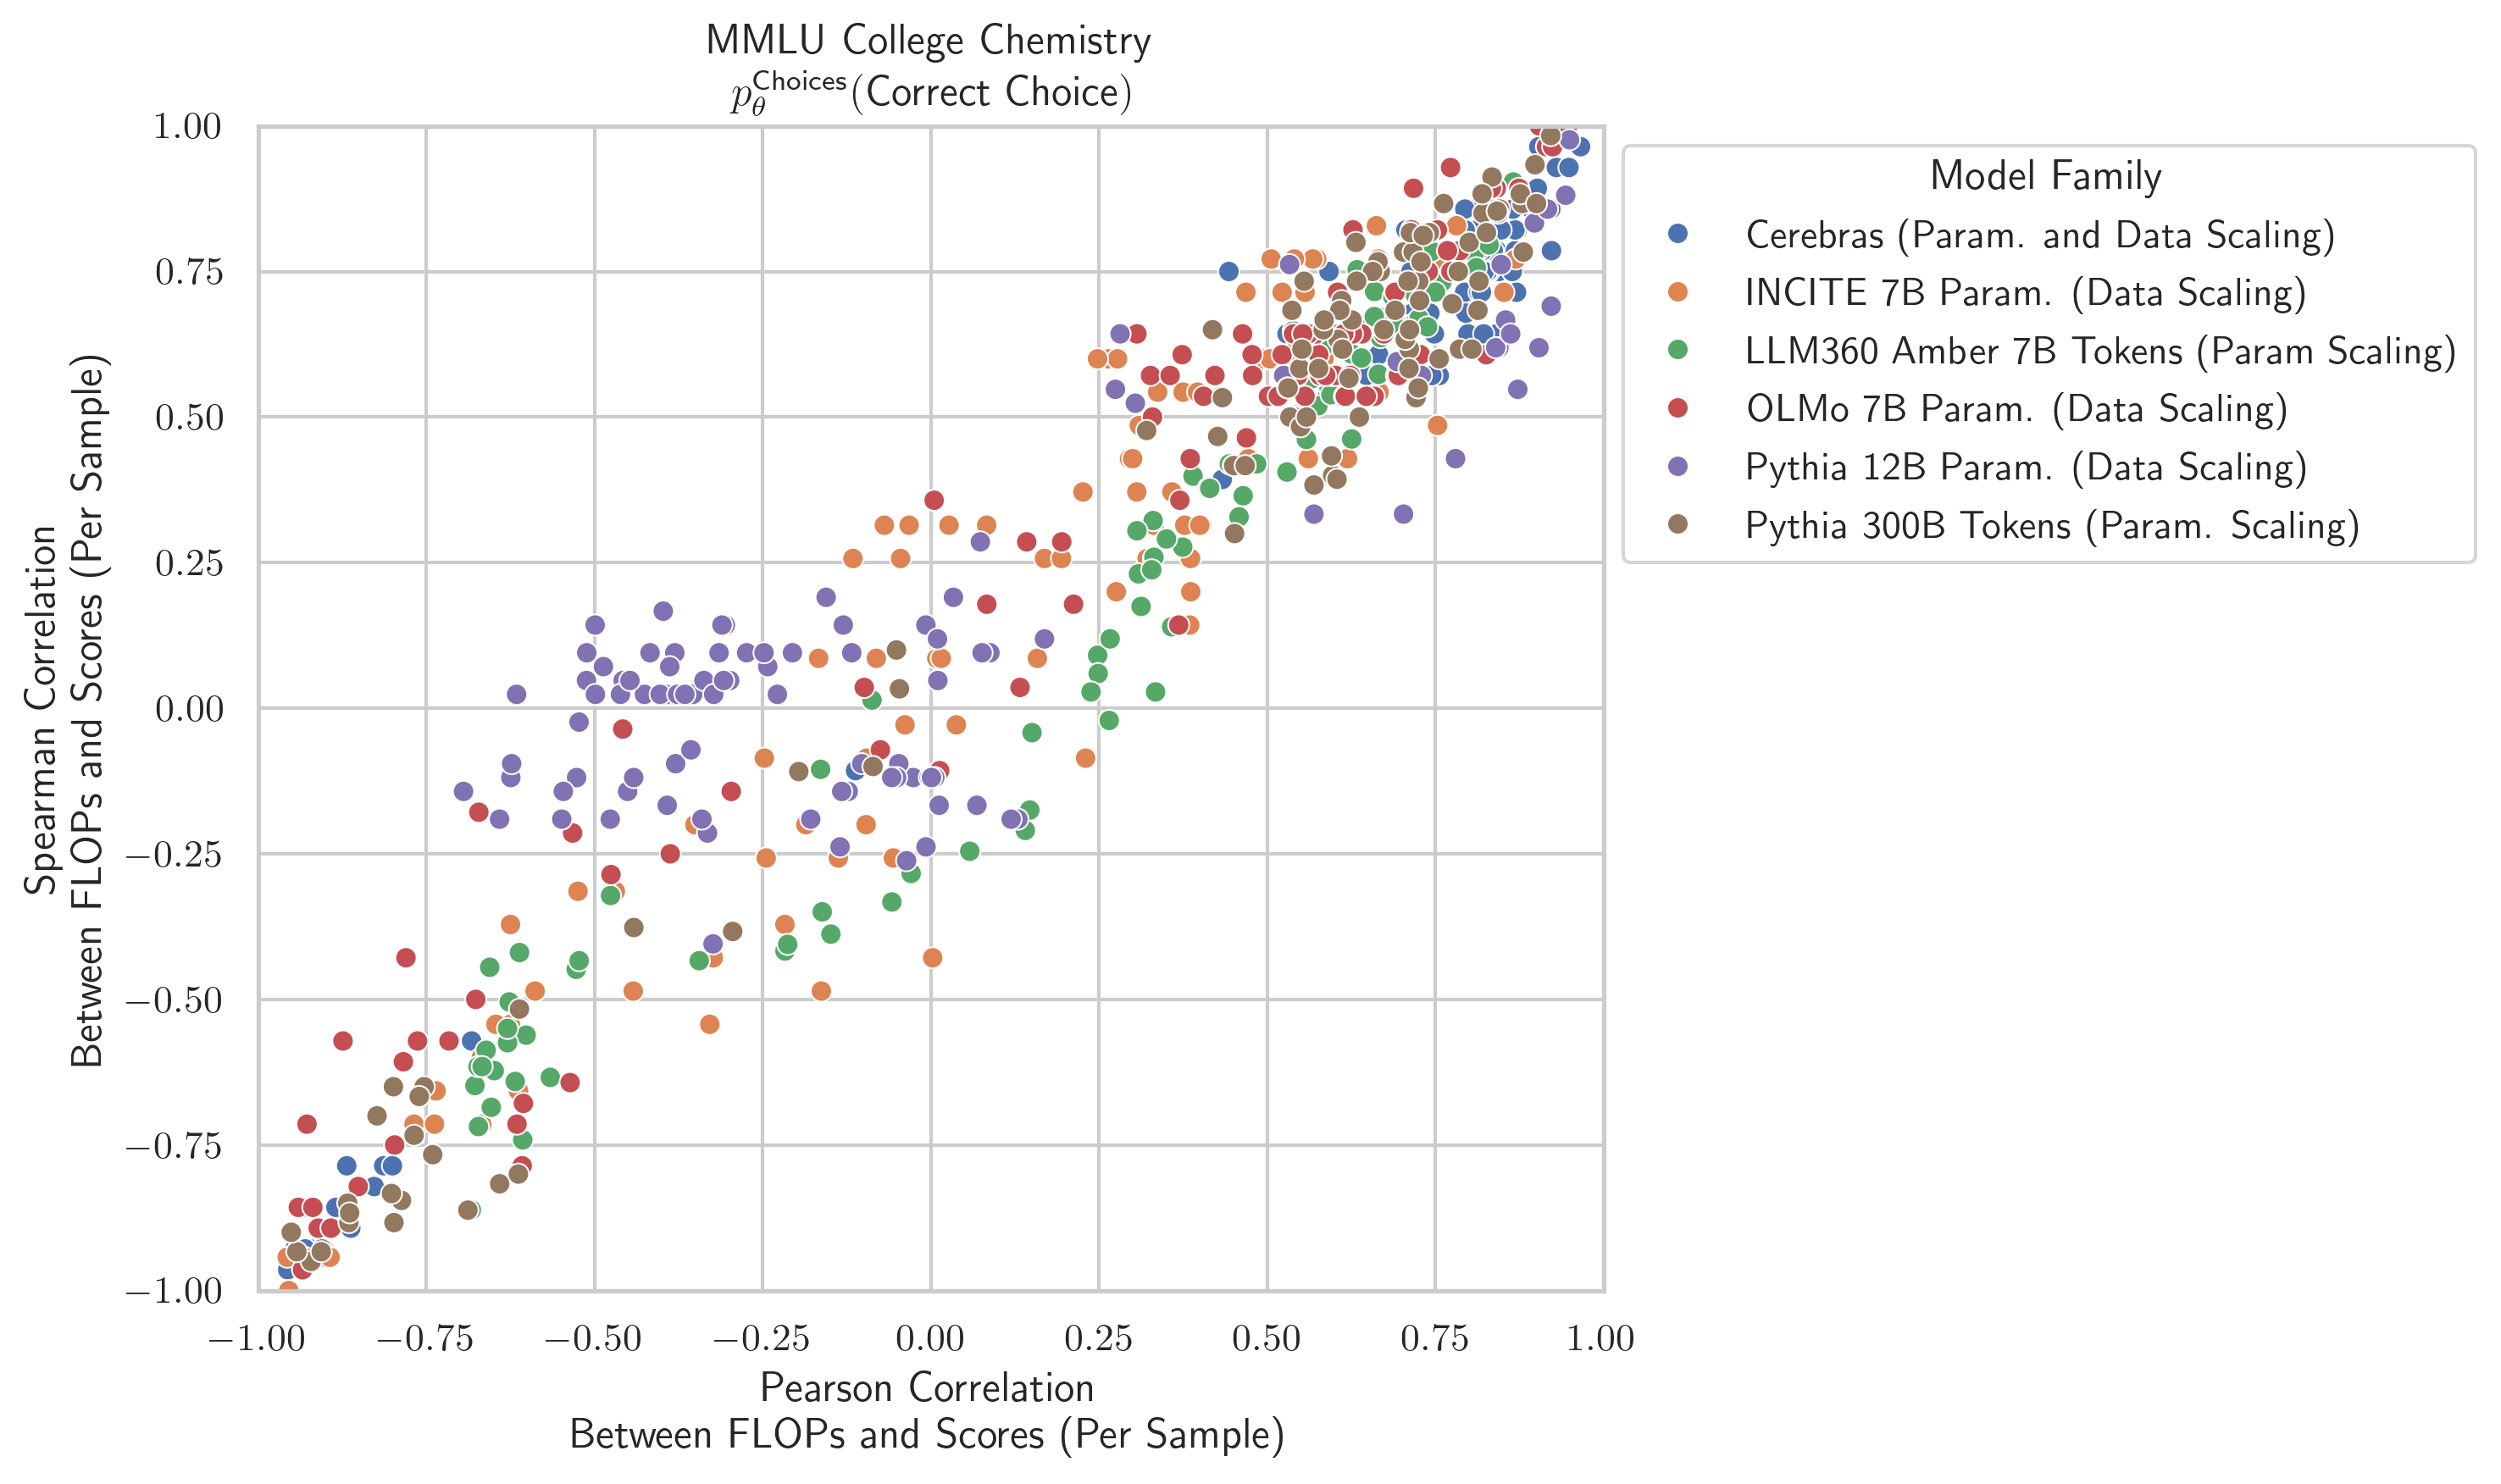 MMLU College Chemistry
p_θ^Choices(Correct Choice)
Spearman Correlation
Between FLOPs and Scores (Per Sample)
1.00
0.75
0.50
0.25
0.00
−0.25
−0.50
−0.75
−1.00
−1.00 −0.75 −0.50 −0.25 0.00 0.25 0.50 0.75 1.00
Pearson Correlation
Between FLOPs and Scores (Per Sample)
Model Family
Cerebras (Param. and Data Scaling)
INCITE 7B Param. (Data Scaling)
LLM360 Amber 7B Tokens (Param Scaling)
OLMo 7B Param. (Data Scaling)
Pythia 12B Param. (Data Scaling)
Pythia 300B Tokens (Param. Scaling)